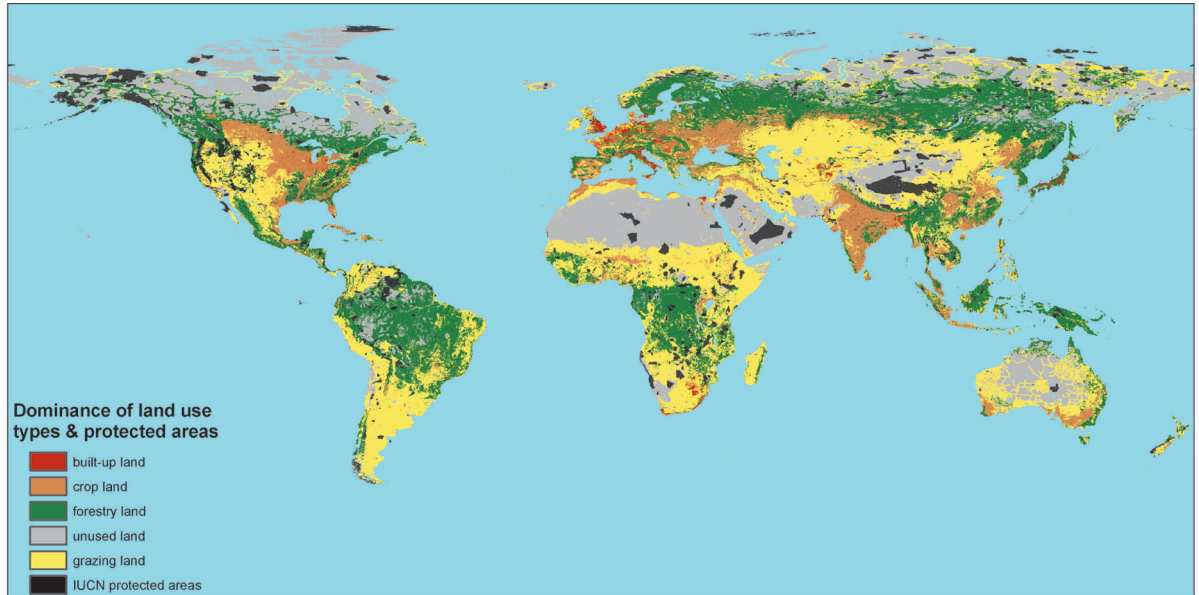 Dominance of land use
types & protected areas
built-up land
crop land
forestry land
unused land
grazing land
IUCN protected areas